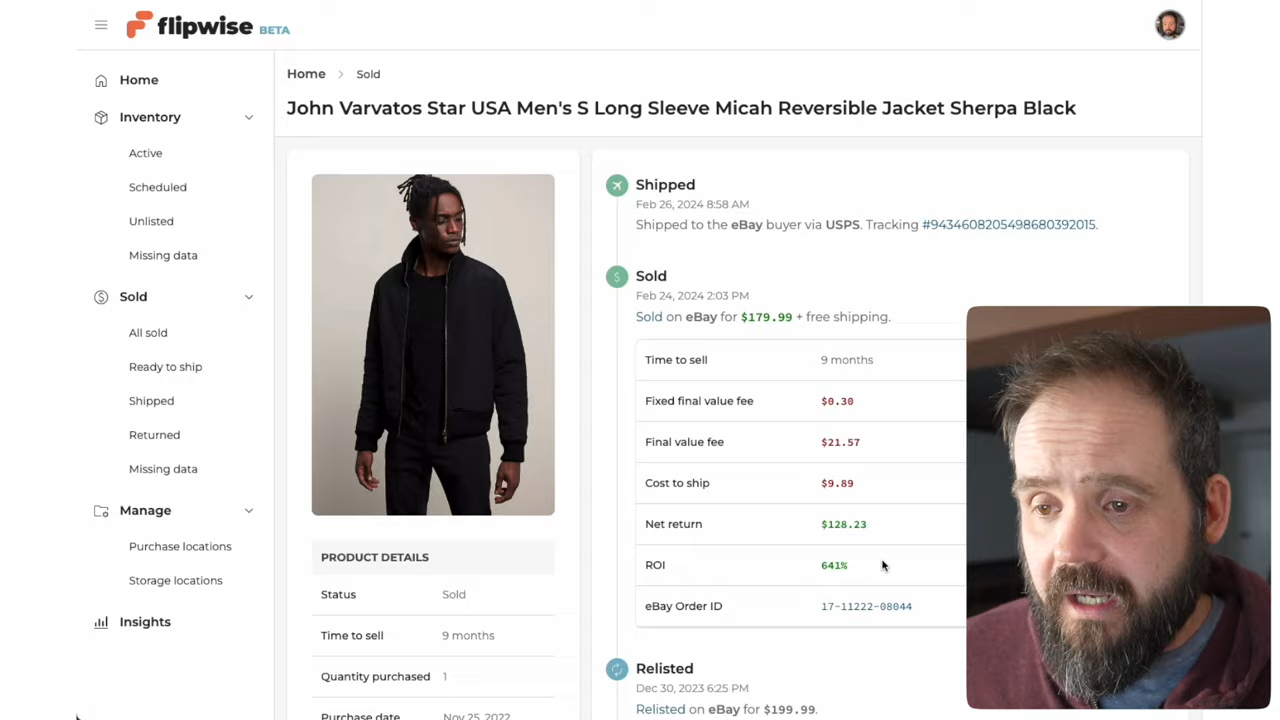 flipwise BETA
Home
Inventory
Active
Scheduled
Unlisted
Missing data
Sold
All sold
Ready to ship
Shipped
Returned
Missing data
Manage
Purchase locations
Storage locations
Insights
Home > Sold
John Varvatos Star USA Men's S Long Sleeve Micah Reversible Jacket Sherpa Black
PRODUCT DETAILS
Status Sold
Time to sell 9 months
Quantity purchased 1
Purchase date Nov 25, 2022
Shipped
Feb 26, 2024 8:58 AM
Shipped to the eBay buyer via USPS. Tracking #9434608205498680392015.
Sold
Feb 24, 2024 2:03 PM
Sold on eBay for $179.99 + free shipping.
Time to sell 9 months
Fixed final value fee $0.30
Final value fee $21.57
Cost to ship $9.89
Net return $128.23
ROI 641%
eBay Order ID 17-11222-08044
Relisted
Dec 30, 2023 6:25 PM
Relisted on eBay for $199.99.